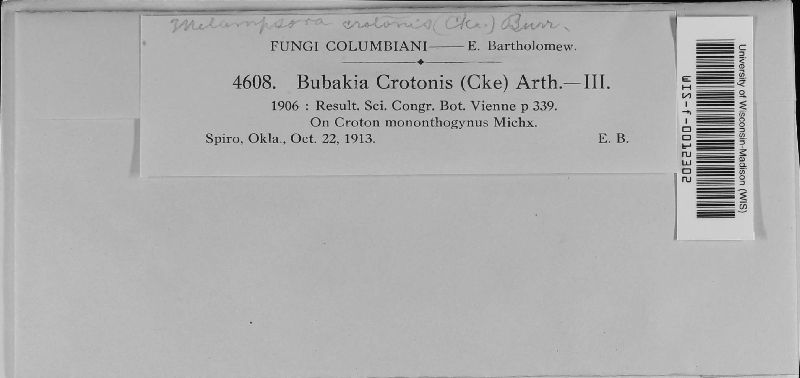 Melampsora crotonis (Cke.) Burr.
FUNGI COLUMBIANI—E. Bartholomew.
4608. Bubakia Crotonis (Cke) Arth.—III.
1906 : Result. Sci. Congr. Bot. Vienne p 339.
On Croton mononthogynus Michx.
Spiro, Okla., Oct. 22, 1913. E. B.
University of Wisconsin-Madison (WIS)
WIS-f-0012302